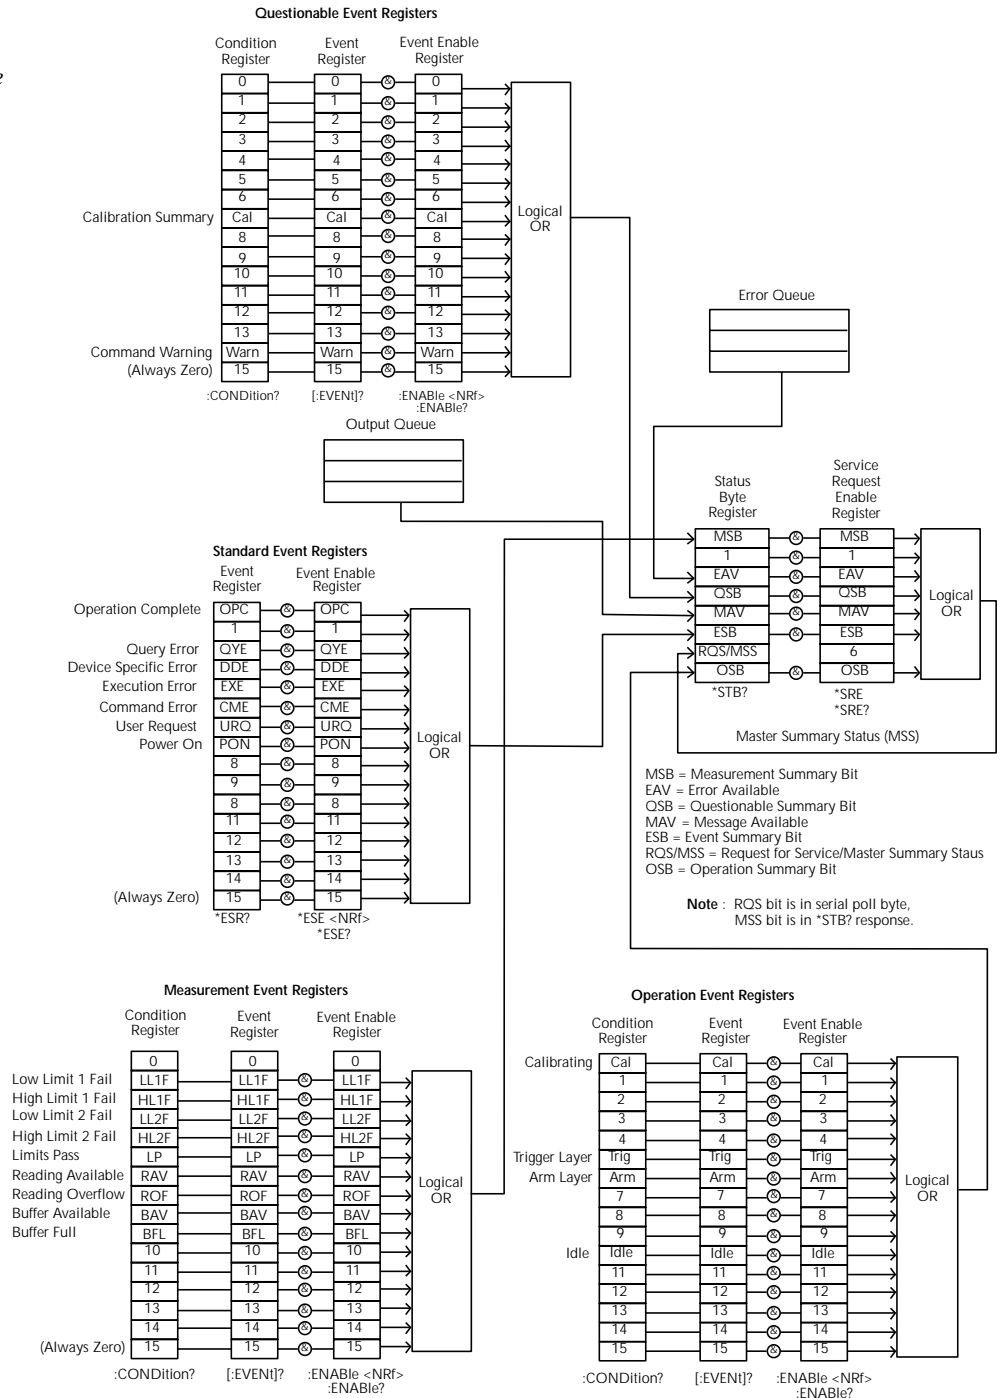 Questionable Event Registers
Condition Register
Event Register
Event Enable Register
e
0 0 & 0
1 1 & 1
2 2 & 2
3 3 & 3
4 4 & 4
5 5 & 5
6 6 & 6
Calibration Summary Cal Cal & Cal
8 8 & 8
9 9 & 9
10 10 & 10
11 11 & 11
12 12 & 12
13 13 & 13
Command Warning Warn Warn & Warn
(Always Zero) 15 15 & 15
Logical OR
:CONDition? [:EVENt]? :ENABle <NRf>
:ENABle?
Error Queue
Output Queue
Status Byte Register
Service Request Enable Register
MSB & MSB
1 & 1
EAV & EAV
QSB & QSB
MAV & MAV
ESB & ESB
RQS/MSS 6
OSB & OSB
Logical OR
*STB? *SRE
*SRE?
Master Summary Status (MSS)
Standard Event Registers
Event Register
Event Enable Register
Operation Complete OPC & OPC
1 & 1
Query Error QYE & QYE
Device Specific Error DDE & DDE
Execution Error EXE & EXE
Command Error CME & CME
User Request URQ & URQ
Power On PON & PON
8 & 8
9 & 9
8 & 8
11 & 11
12 & 12
13 & 13
14 & 14
(Always Zero) 15 & 15
Logical OR
*ESR? *ESE <NRf>
*ESE?
MSB = Measurement Summary Bit
EAV = Error Available
QSB = Questionable Summary Bit
MAV = Message Available
ESB = Event Summary Bit
RQS/MSS = Request for Service/Master Summary Staus
OSB = Operation Summary Bit
Note : RQS bit is in serial poll byte,
MSS bit is in *STB? response.
Measurement Event Registers
Condition Register
Event Register
Event Enable Register
0 0 0
Low Limit 1 Fail LL1F LL1F & LL1F
High Limit 1 Fail HL1F HL1F & HL1F
Low Limit 2 Fail LL2F LL2F & LL2F
High Limit 2 Fail HL2F HL2F & HL2F
Limits Pass LP LP & LP
Reading Available RAV RAV & RAV
Reading Overflow ROF ROF & ROF
Buffer Available BAV BAV & BAV
Buffer Full BFL BFL & BFL
10 10 & 10
11 11 & 11
12 12 & 12
13 13 & 13
14 14 & 14
(Always Zero) 15 15 & 15
Logical OR
:CONDition? [:EVENt]? :ENABle <NRf>
:ENABle?
Operation Event Registers
Condition Register
Event Register
Event Enable Register
Calibrating Cal Cal & Cal
1 1 & 1
2 2 & 2
3 3 & 3
4 4 & 4
Trigger Layer Trig Trig & Trig
Arm Layer Arm Arm & Arm
7 7 & 7
8 8 & 8
9 9 & 9
Idle Idle Idle & Idle
11 11 & 11
12 12 & 12
13 13 & 13
14 14 & 14
15 15 & 15
Logical OR
:CONDition? [:EVENt]? :ENABle <NRf>
:ENABle?